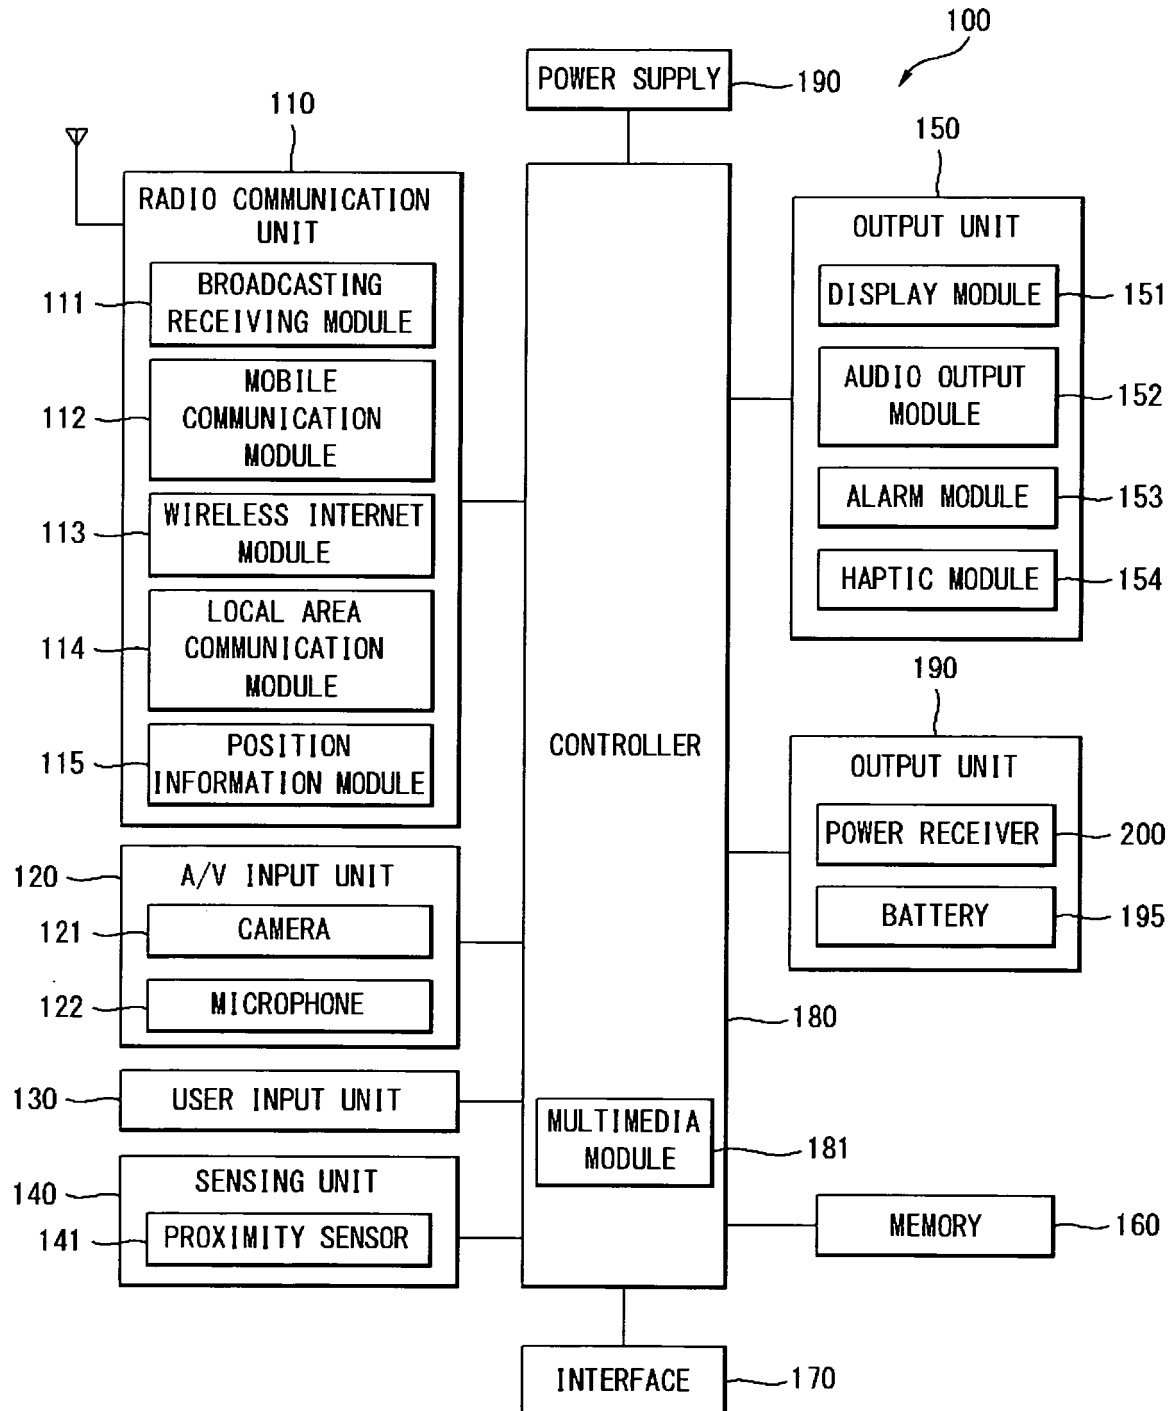 100
POWER SUPPLY
190
110
RADIO COMMUNICATION
UNIT
111
BROADCASTING
RECEIVING MODULE
112
MOBILE
COMMUNICATION
MODULE
113
WIRELESS INTERNET
MODULE
114
LOCAL AREA
COMMUNICATION
MODULE
115
POSITION
INFORMATION MODULE
120
A/V INPUT UNIT
121
CAMERA
122
MICROPHONE
130
USER INPUT UNIT
140
SENSING UNIT
141
PROXIMITY SENSOR
CONTROLLER
180
MULTIMEDIA
MODULE
181
150
OUTPUT UNIT
DISPLAY MODULE
151
AUDIO OUTPUT
MODULE
152
ALARM MODULE
153
HAPTIC MODULE
154
190
OUTPUT UNIT
POWER RECEIVER
200
BATTERY
195
MEMORY
160
INTERFACE
170